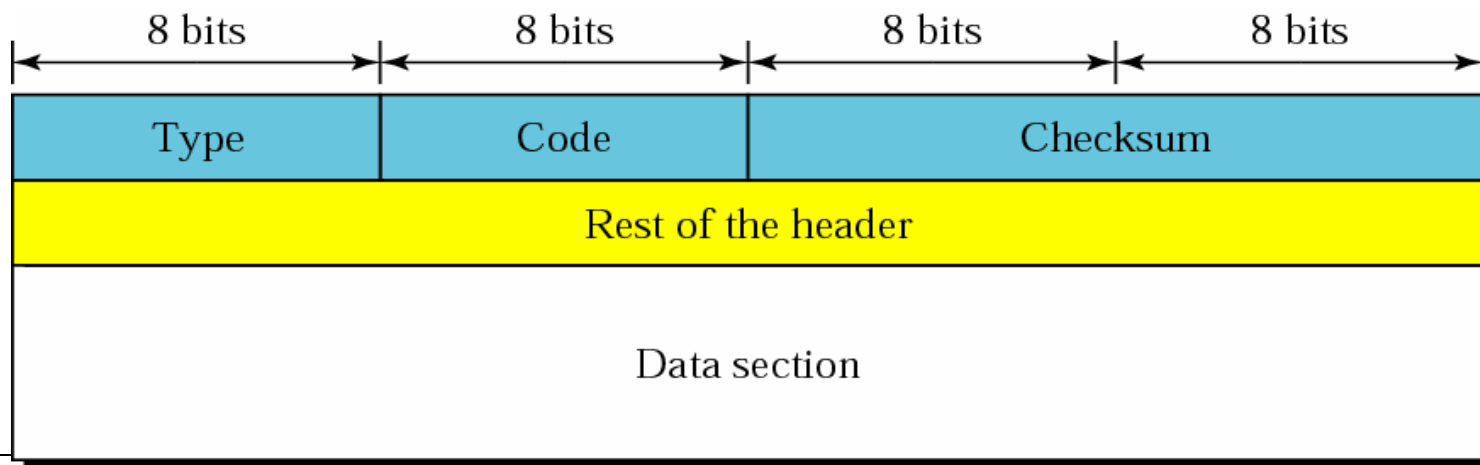 8 bits 8 bits 8 bits 8 bits
Type Code Checksum
Rest of the header
Data section